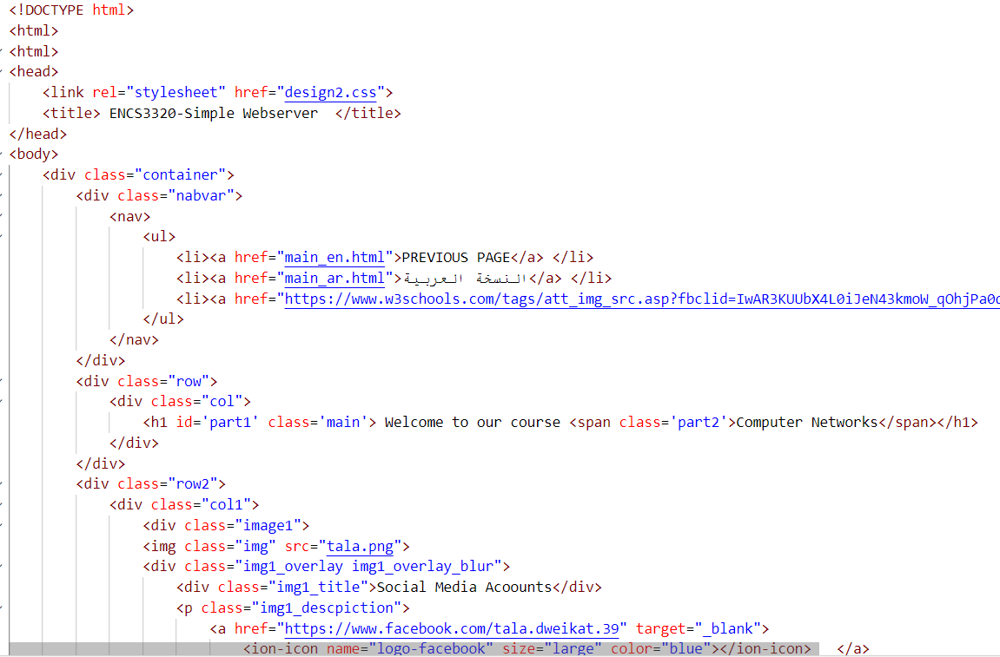 <!DOCTYPE html>
<html>
<html>
<head>
    <link rel="stylesheet" href="design2.css">
    <title> ENCS3320-Simple Webserver  </title>
</head>
<body>
    <div class="container">
        <div class="nabvar">
            <nav>
                <ul>
                    <li><a href="main_en.html">PREVIOUS PAGE</a> </li>
                    <li><a href="main_ar.html">النسخة العربية</a> </li>
                    <li><a href="https://www.w3schools.com/tags/att_img_src.asp?fbclid=IwAR3KUUbX4L0iJeN43kmoW_qOhjPa0
                </ul>
            </nav>
        </div>
        <div class="row">
            <div class="col">
                <h1 id='part1' class='main'> Welcome to our course <span class='part2'>Computer Networks</span></h1>
            </div>
        </div>
        <div class="row2">
            <div class="col1">
                <div class="image1">
                <img class="img" src="tala.png">
                <div class="img1_overlay img1_overlay_blur">
                    <div class="img1_title">Social Media Acoounts</div>
                    <p class="img1_descpiction">
                        <a href="https://www.facebook.com/tala.dweikat.39" target="_blank">
                            <ion-icon name="logo-facebook" size="large" color="blue"></ion-icon>   </a>